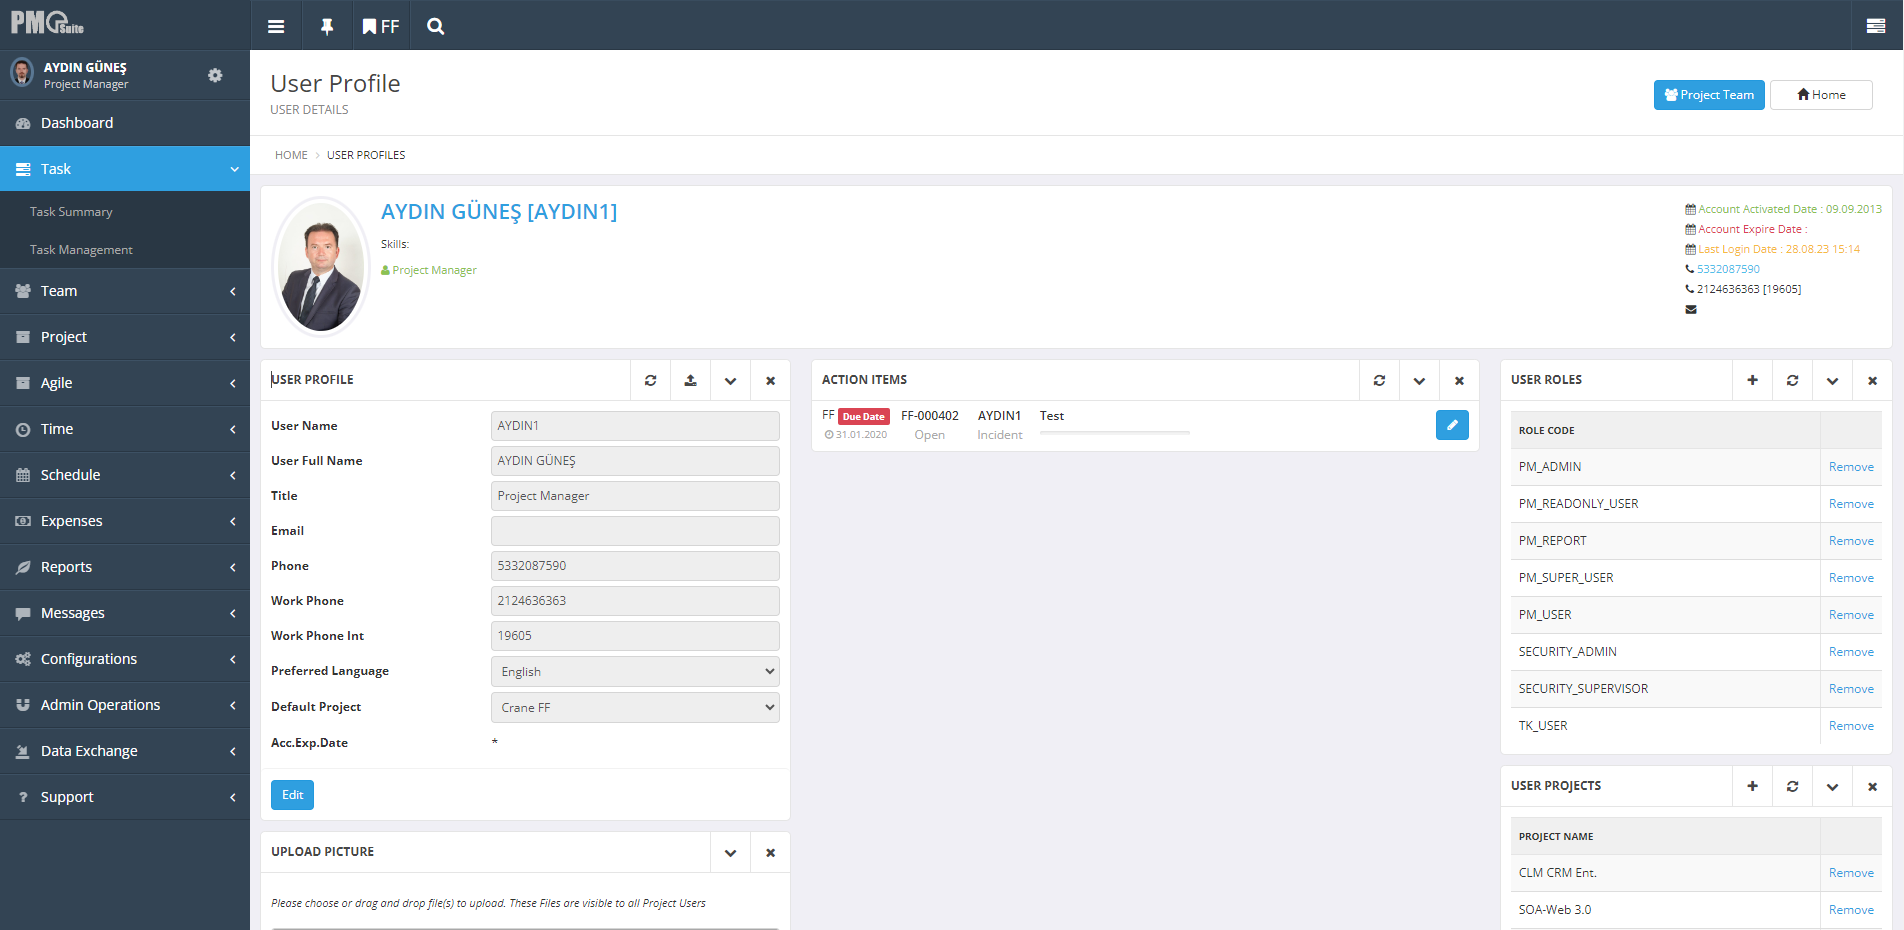 PMO Suite
FF
AYDIN GÜNEŞ
Project Manager
Dashboard
Task
Task Summary
Task Management
Team
Project
Agile
Time
Schedule
Expenses
Reports
Messages
Configurations
Admin Operations
Data Exchange
? Support
User Profile
USER DETAILS
Project Team
Home
HOME > USER PROFILES
AYDIN GÜNEŞ [AYDIN1]
Skills:
Project Manager
Account Activated Date : 09.09.2013
Account Expire Date :
Last Login Date : 28.08.23 15:14
5332087590
2124636363 [19605]
USER PROFILE
User Name AYDIN1
User Full Name AYDIN GÜNEŞ
Title Project Manager
Email
Phone 5332087590
Work Phone 2124636363
Work Phone Int 19605
Preferred Language English
Default Project Crane FF
Acc.Exp.Date *
Edit
UPLOAD PICTURE
Please choose or drag and drop file(s) to upload. These Files are visible to all Project Users
ACTION ITEMS
FF Due Date FF-000402 AYDIN1 Test
31.01.2020 Open Incident
USER ROLES
ROLE CODE
PM_ADMIN Remove
PM_READONLY_USER Remove
PM_REPORT Remove
PM_SUPER_USER Remove
PM_USER Remove
SECURITY_ADMIN Remove
SECURITY_SUPERVISOR Remove
TK_USER Remove
USER PROJECTS
PROJECT NAME
CLM CRM Ent. Remove
SOA-Web 3.0 Remove